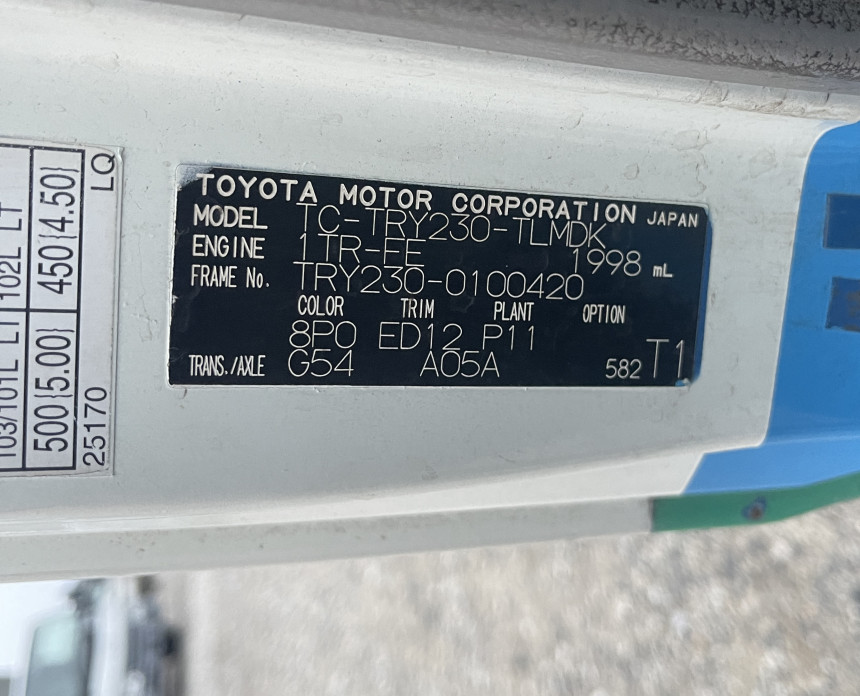 TOYOTA MOTOR CORPORATION JAPAN
MODEL TC-TRY230-TLMDK
ENGINE 1TR-FE 1998 mL
FRAME No. TRY230-0100420
COLOR TRIM PLANT OPTION
8P0 ED12 P11
TRANS./AXLE G54 A05A 582 T1
103/101L LT 102L LT
500{5.00} 450{4.50}
25170 LQ